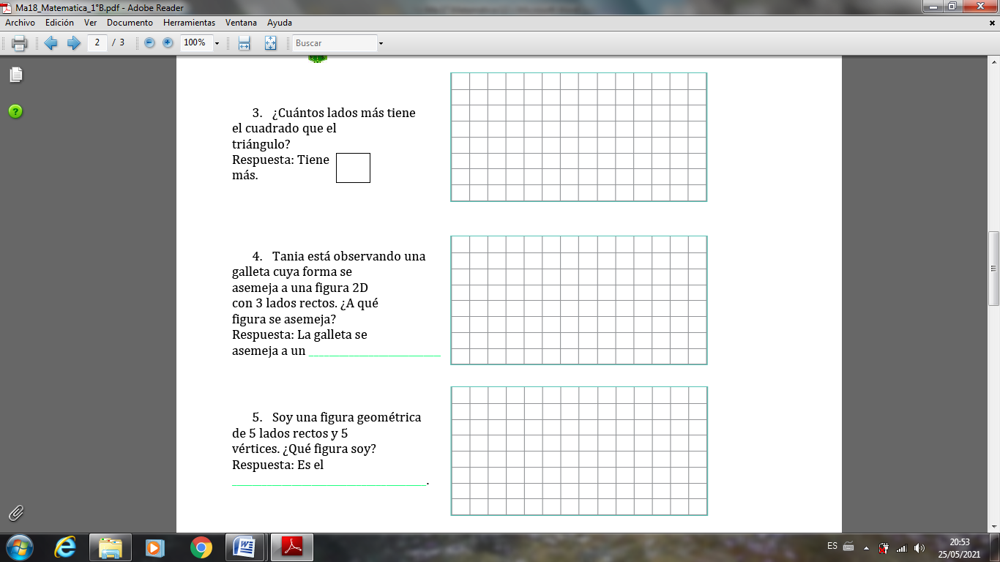 Ma18_Matematica_1°B.pdf - Adobe Reader
Archivo Edición Ver Documento Herramientas Ventana Ayuda
2 / 3 100% Buscar
3. ¿Cuántos lados más tiene
el cuadrado que el
triángulo?
Respuesta: Tiene
más.
4. Tania está observando una
galleta cuya forma se
asemeja a una figura 2D
con 3 lados rectos. ¿A qué
figura se asemeja?
Respuesta: La galleta se
asemeja a un ____________________
5. Soy una figura geométrica
de 5 lados rectos y 5
vértices. ¿Qué figura soy?
Respuesta: Es el
______________________________.
ES
20:53
25/05/2021